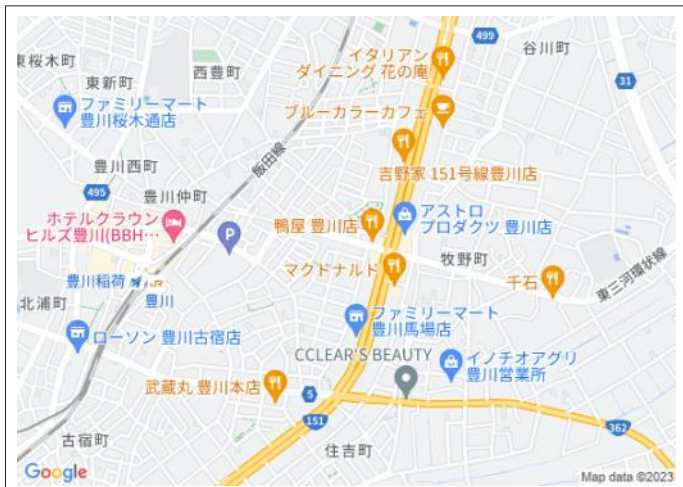 499
谷川町
イタリアン
ダイニング 花の庵
東桜木町
西豊町
東新町
31
ブルーカラーカフェ
ファミリーマート
豊川桜木通店
飯田線
吉野家 151号線豊川店
豊川西町
495
豊川仲町
ホテルクラウン
ヒルズ豊川(BBH…
P
鴨屋 豊川店
アストロ
プロダクツ 豊川店
牧野町
東三河環状線
マクドナルド
千石
豊川稲荷
JR
豊川
北浦町
ファミリーマート
豊川馬場店
ローソン 豊川古宿店
CCLEAR'S BEAUTY
イノチオアグリ
豊川営業所
武蔵丸 豊川本店
5
151
362
古宿町
住吉町
Google
Map data ©2023